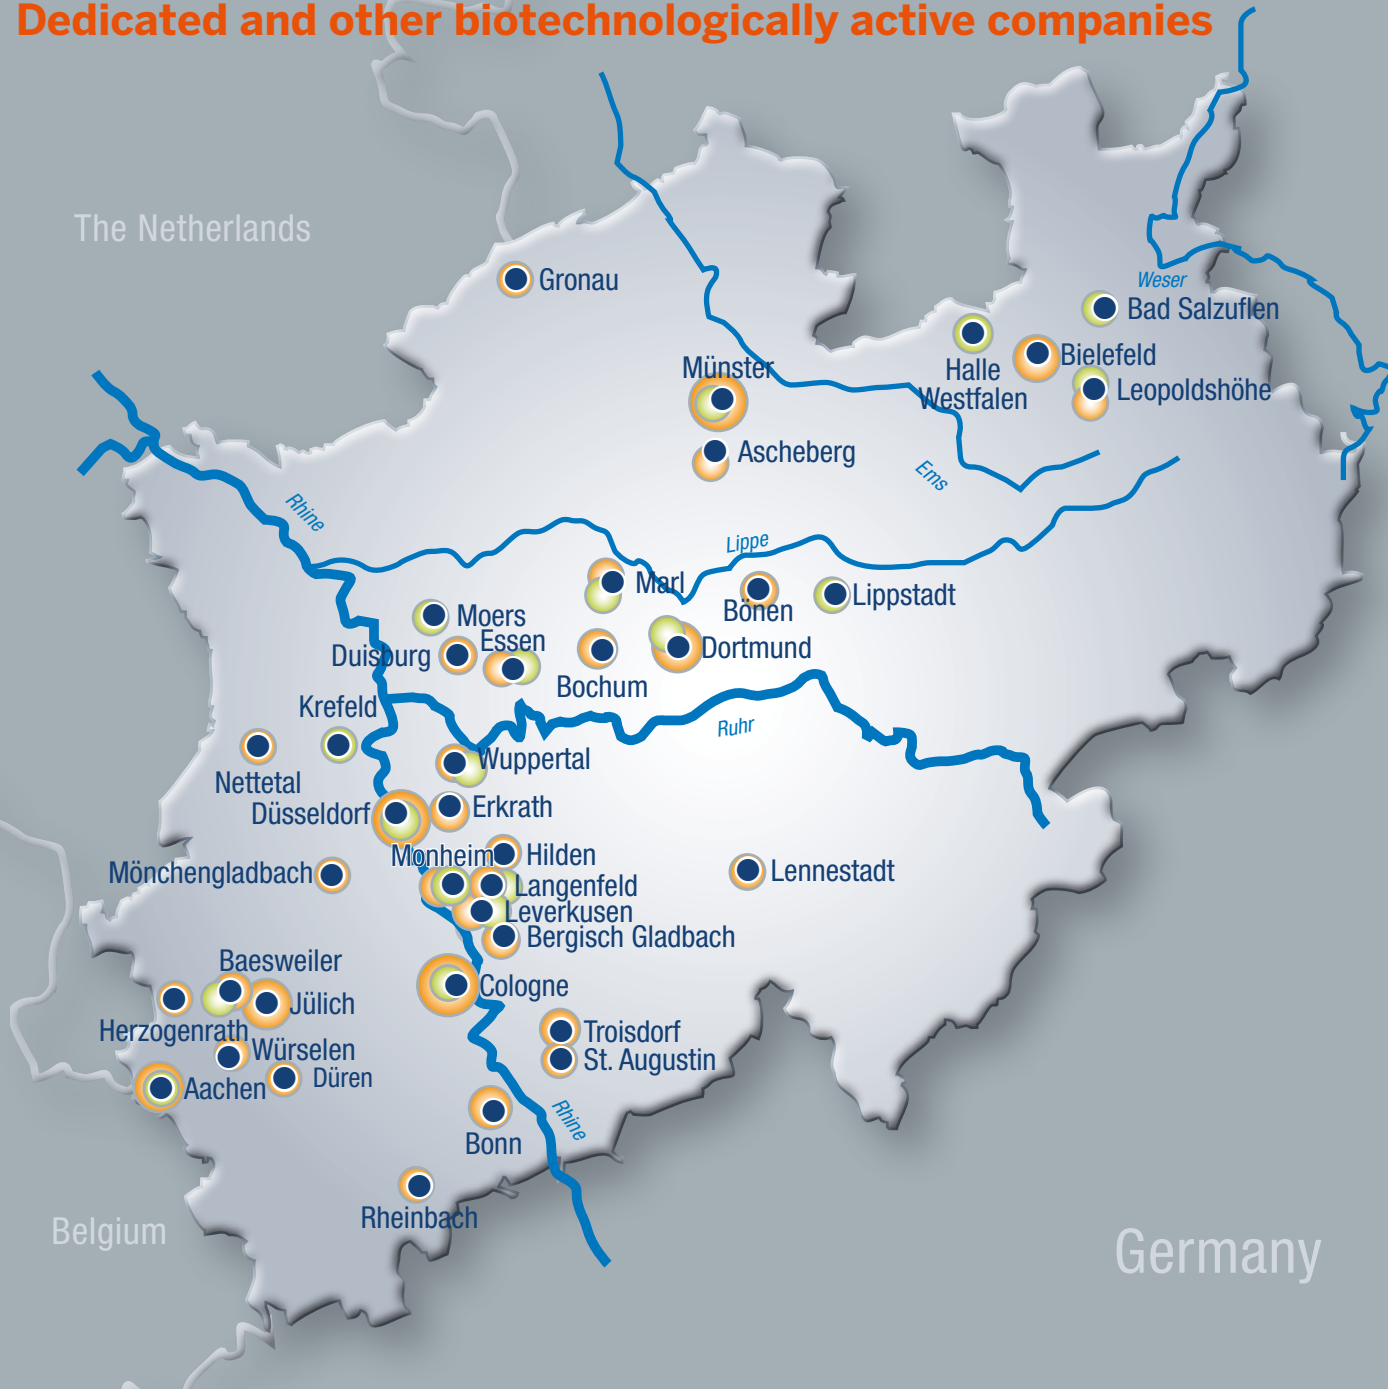 Dedicated and other biotechnologically active companies
The Netherlands
Gronau
Weser
Bad Salzuflen
Halle
Westfalen
Bielefeld
Leopoldshöhe
Münster
Ascheberg
Ems
Rhine
Lippe
Marl
Bönen
Lippstadt
Moers
Essen
Duisburg
Dortmund
Bochum
Krefeld
Ruhr
Wuppertal
Nettetal
Düsseldorf
Erkrath
Monheim
Hilden
Mönchengladbach
Langenfeld
Lennestadt
Leverkusen
Bergisch Gladbach
Baesweiler
Cologne
Jülich
Herzogenrath
Troisdorf
Würselen
St. Augustin
Düren
Aachen
Rhine
Bonn
Rheinbach
Belgium
Germany